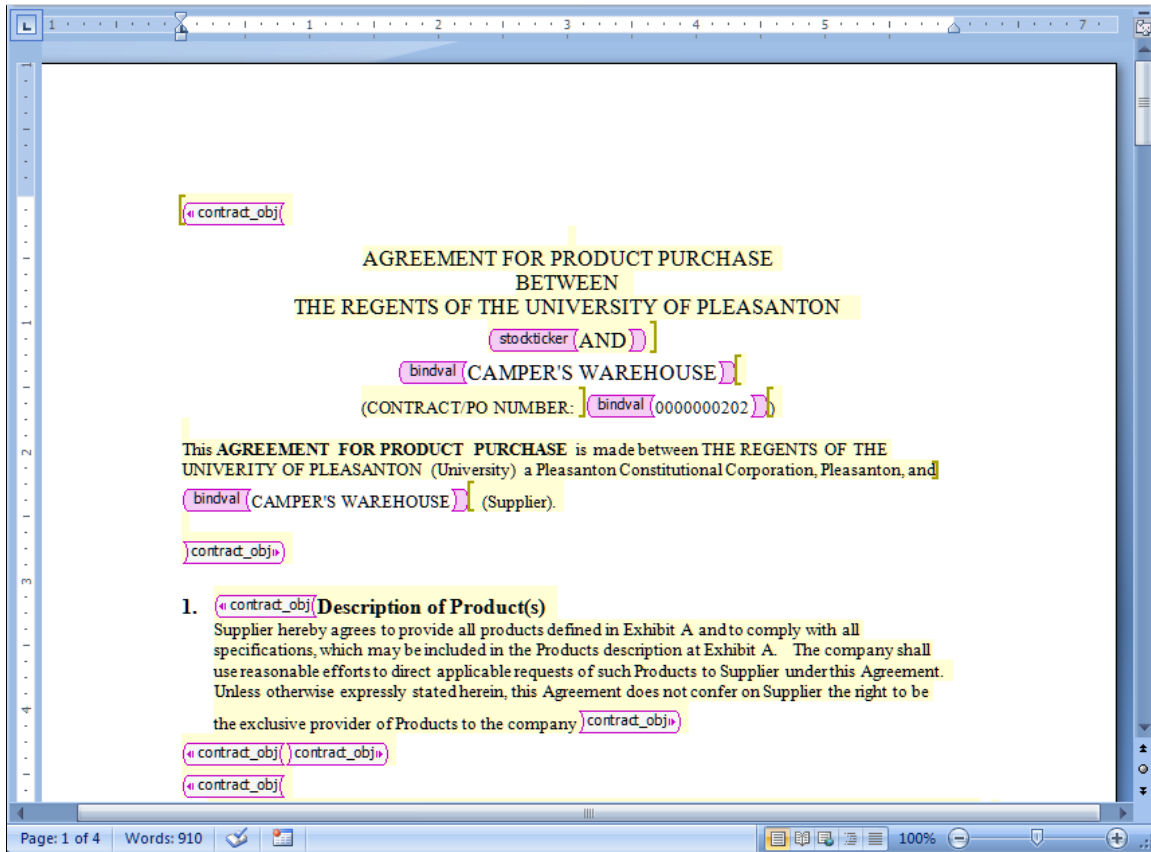 1 1 2 3 4 5 7
contract_obj
AGREEMENT FOR PRODUCT PURCHASE
BETWEEN
THE REGENTS OF THE UNIVERSITY OF PLEASANTON
stockticker (AND)
bindval (CAMPER'S WAREHOUSE)
(CONTRACT/PO NUMBER: bindval (0000000202))
This AGREEMENT FOR PRODUCT PURCHASE is made between THE REGENTS OF THE
UNIVERITY OF PLEASANTON (University) a Pleasanton Constitutional Corporation, Pleasanton, and
bindval (CAMPER'S WAREHOUSE) (Supplier).
contract_obj
1. contract_obj Description of Product(s)
Supplier hereby agrees to provide all products defined in Exhibit A and to comply with all
specifications, which may be included in the Products description at Exhibit A. The company shall
use reasonable efforts to direct applicable requests of such Products to Supplier under this Agreement.
Unless otherwise expressly stated herein, this Agreement does not confer on Supplier the right to be
the exclusive provider of Products to the company contract_obj
contract_obj contract_obj
contract_obj
Page: 1 of 4 Words: 910 100%